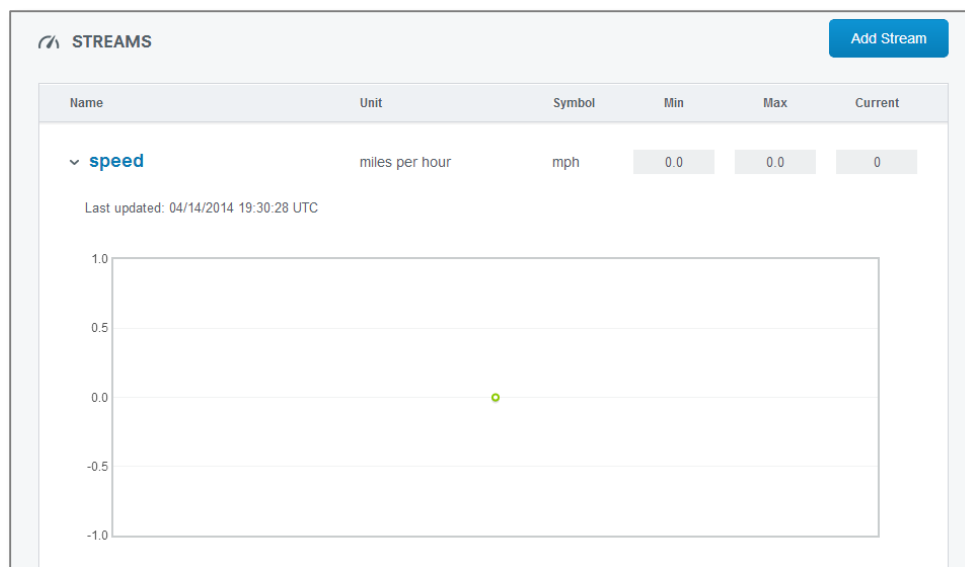 STREAMS
Add Stream
Name Unit Symbol Min Max Current
speed miles per hour mph 0.0 0.0 0
Last updated: 04/14/2014 19:30:28 UTC
1.0
0.5
0.0
-0.5
-1.0